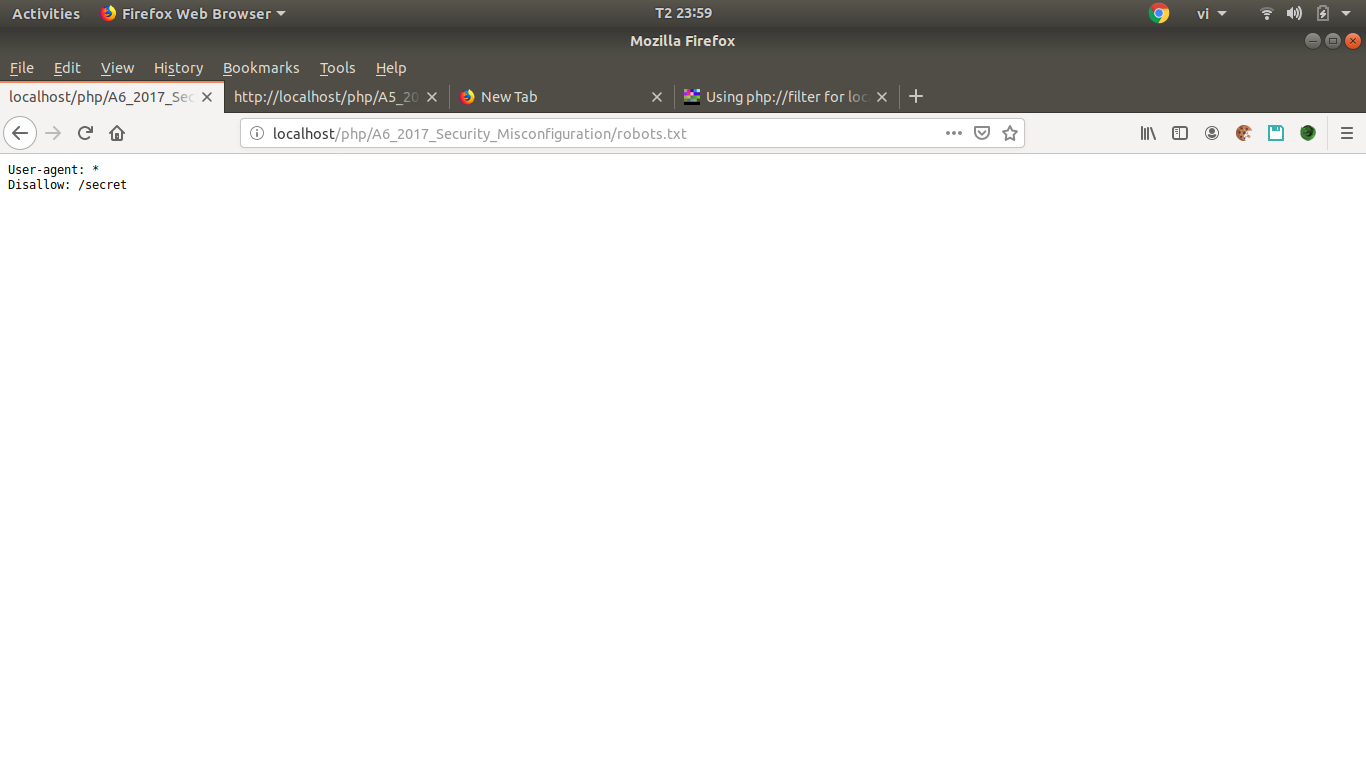 Activities Firefox Web Browser T2 23:59 vi
Mozilla Firefox
File Edit View History Bookmarks Tools Help
localhost/php/A6_2017_Sec http://localhost/php/A5_20 New Tab Using php://filter for loc
localhost/php/A6_2017_Security_Misconfiguration/robots.txt
User-agent: *
Disallow: /secret